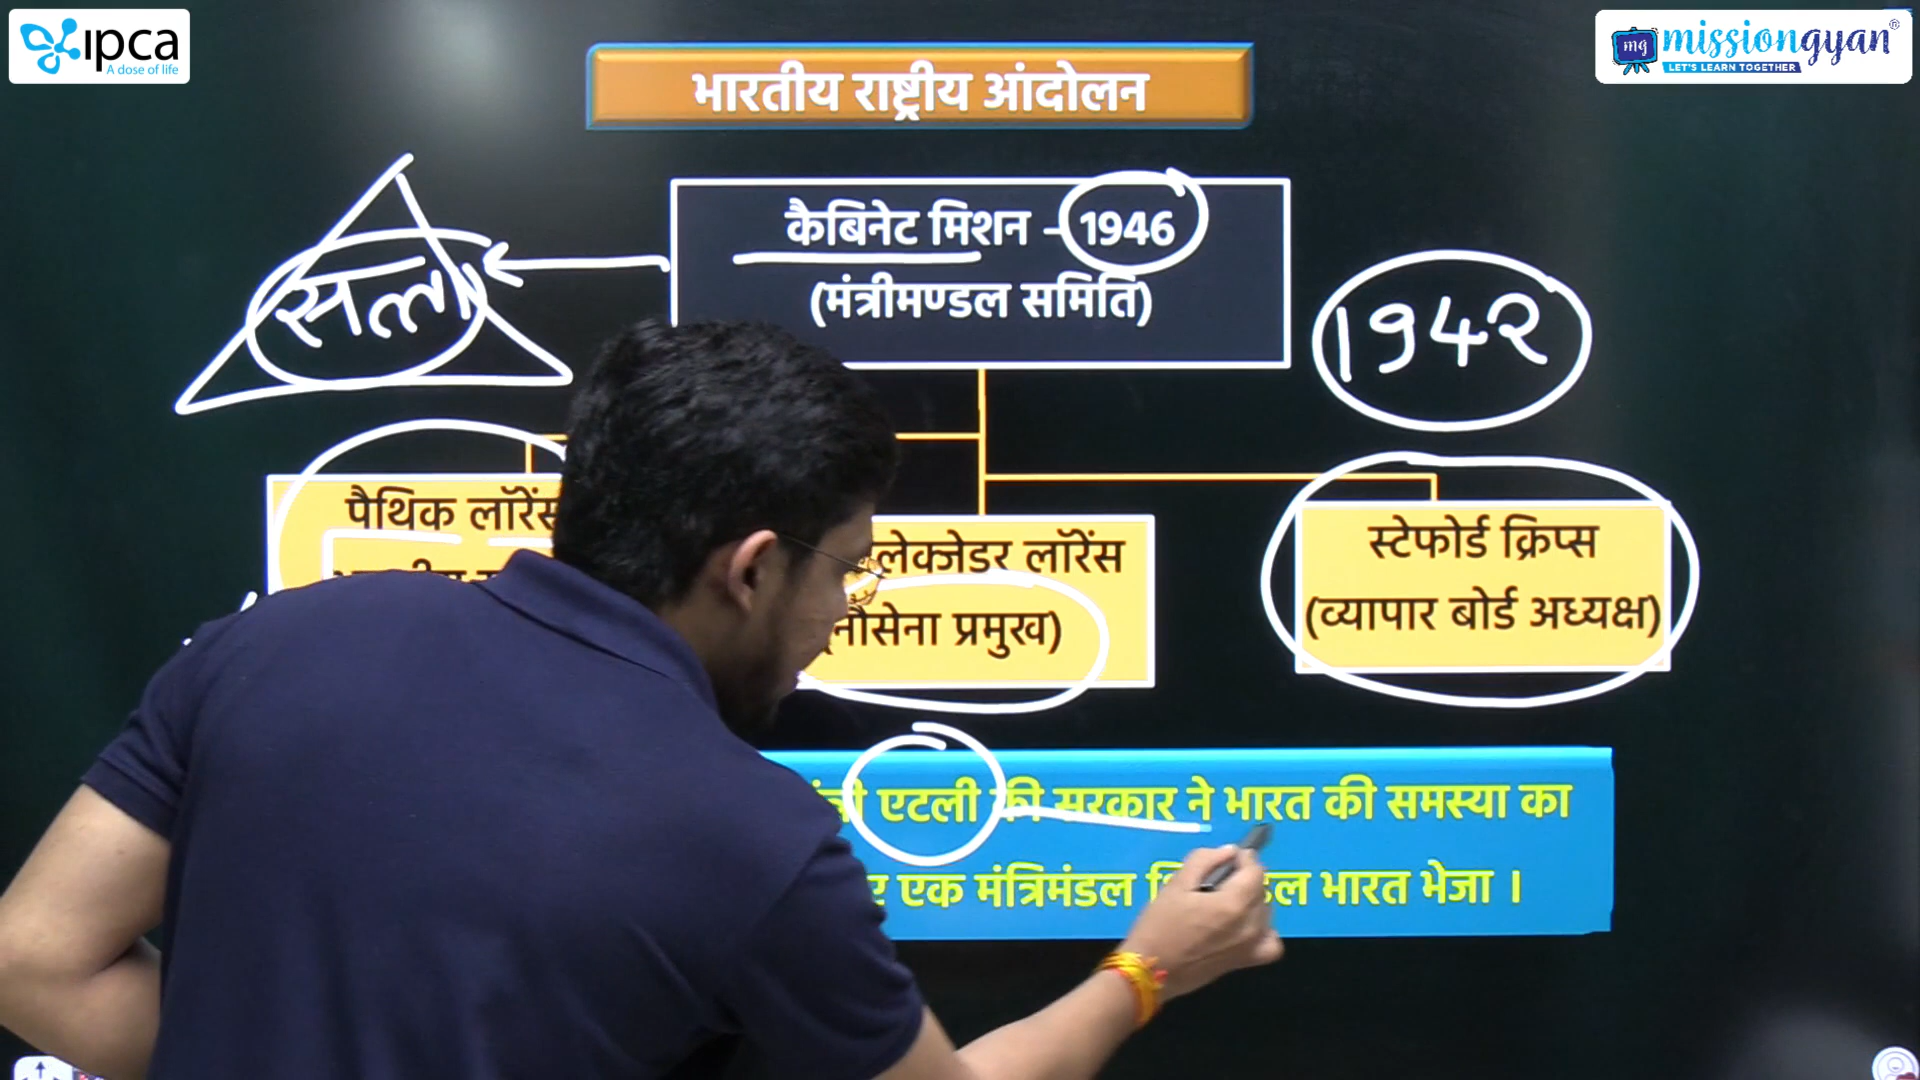 ipca
A dose of life
missiongyan
LET'S LEARN TOGETHER
भारतीय राष्ट्रीय आंदोलन
कैबिनेट मिशन - 1946
(मंत्रीमण्डल समिति)
सत्ता
1942
पैथिक
स्टेफोर्ड क्रिप्स
(व्यापार बोर्ड अध्यक्ष)
लॉरेंस
प्रमुख)
एटली की सरकार ने भारत की समस्या का
एक मंत्रिमंडल भारत भेजा ।